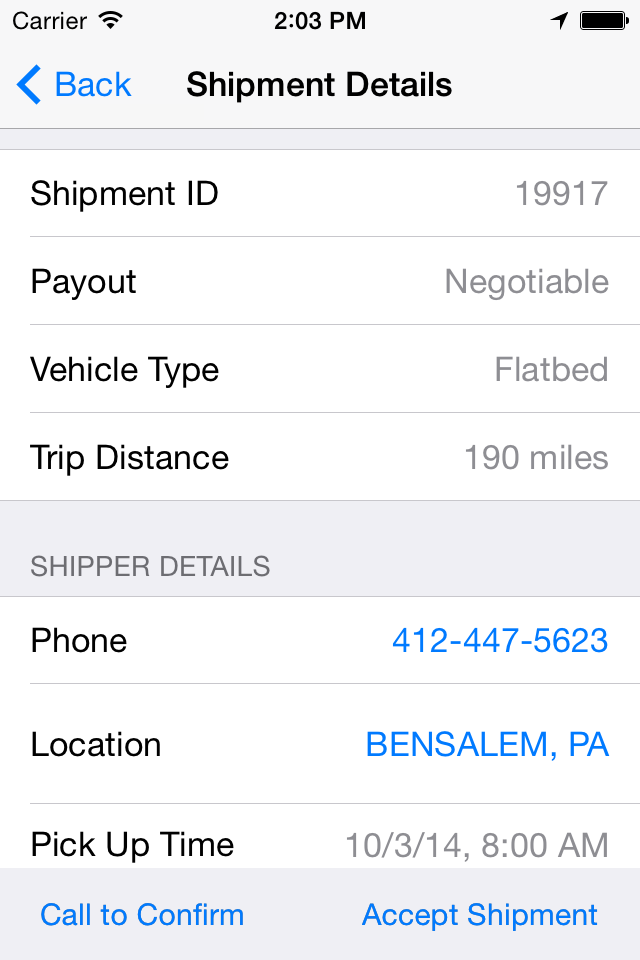 Carrier 2:03 PM
Back Shipment Details
Shipment ID 19917
Payout Negotiable
Vehicle Type Flatbed
Trip Distance 190 miles
SHIPPER DETAILS
Phone 412-447-5623
Location BENSALEM, PA
Pick Up Time 10/3/14, 8:00 AM
Call to Confirm Accept Shipment